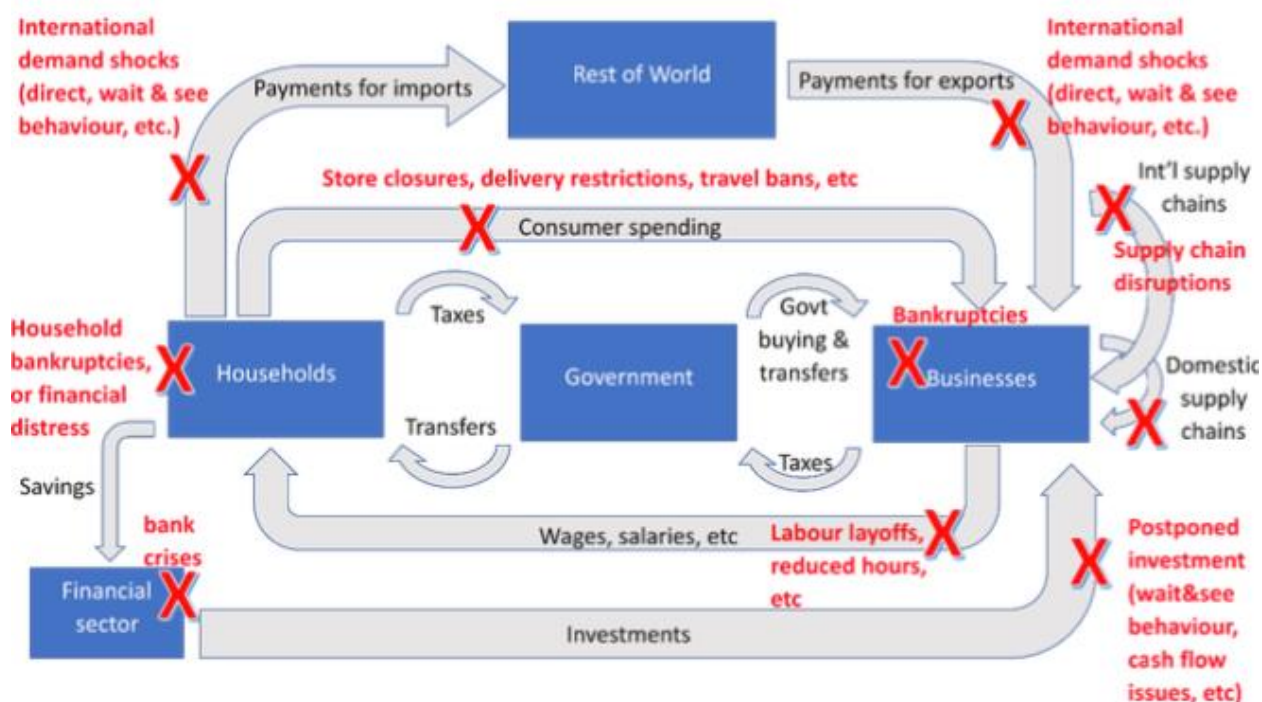 International
demand shocks
(direct, wait & see
behaviour, etc.)
Payments for imports
Rest of World
Payments for exports
International
demand shocks
(direct, wait & see
behaviour, etc.)
Int'l supply
chains
Supply chain
disruptions
Store closures, delivery restrictions, travel bans, etc
Consumer spending
Household
bankruptcies,
or financial
distress
Households
Taxes
Transfers
Government
Govt
buying &
transfers
Taxes
Bankruptcies
Businesses
Domestic
supply
chains
Savings
bank
crises
Financial
sector
Wages, salaries, etc
Labour layoffs,
reduced hours,
etc
Investments
Postponed
investment
(wait&see
behaviour,
cash flow
issues, etc)